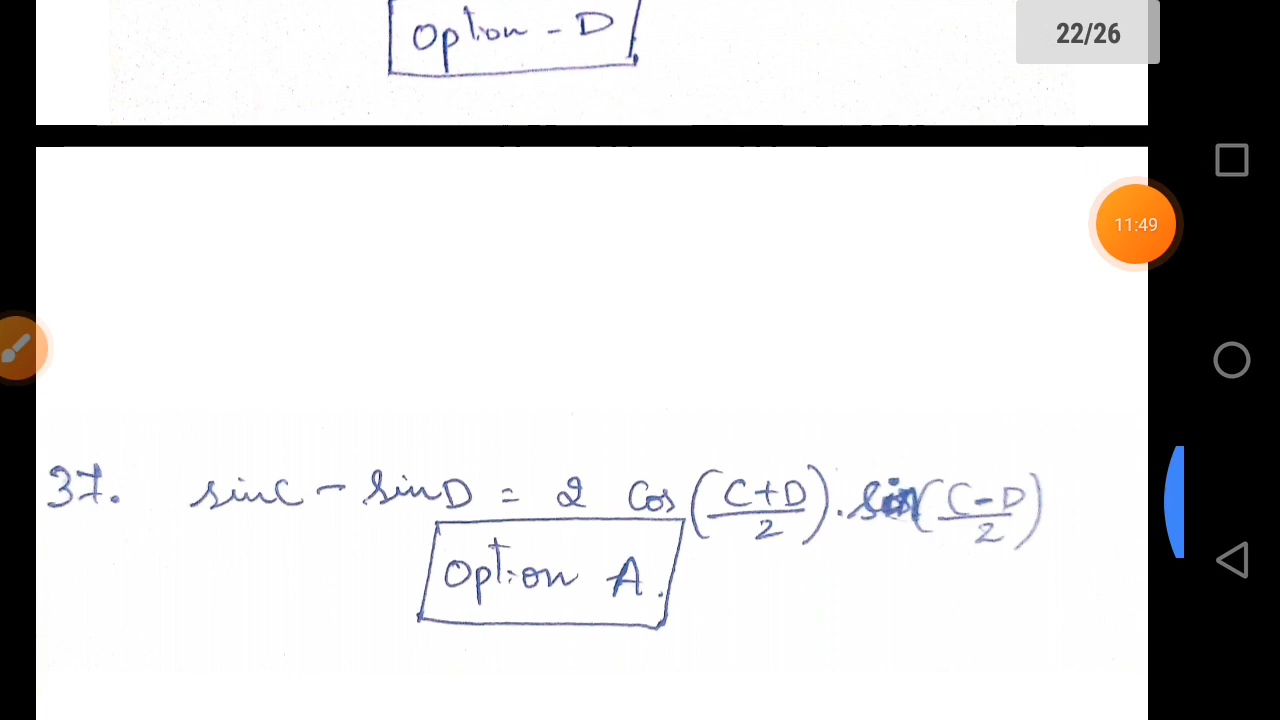 Option - D
22/26
11:49
37. sinC - sinD = 2 Cos(C+D/2).sin(C-D/2)
Option A.